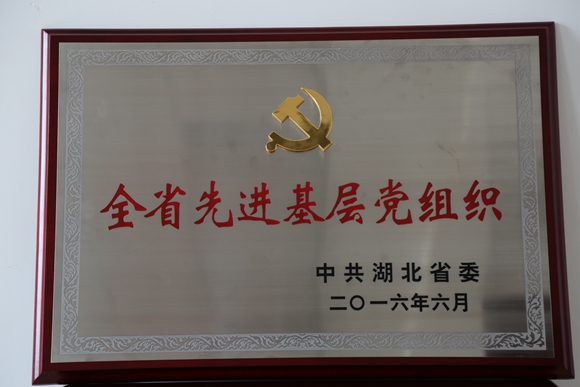 全省先进基层党组织
中共湖北省委
二〇一六年六月